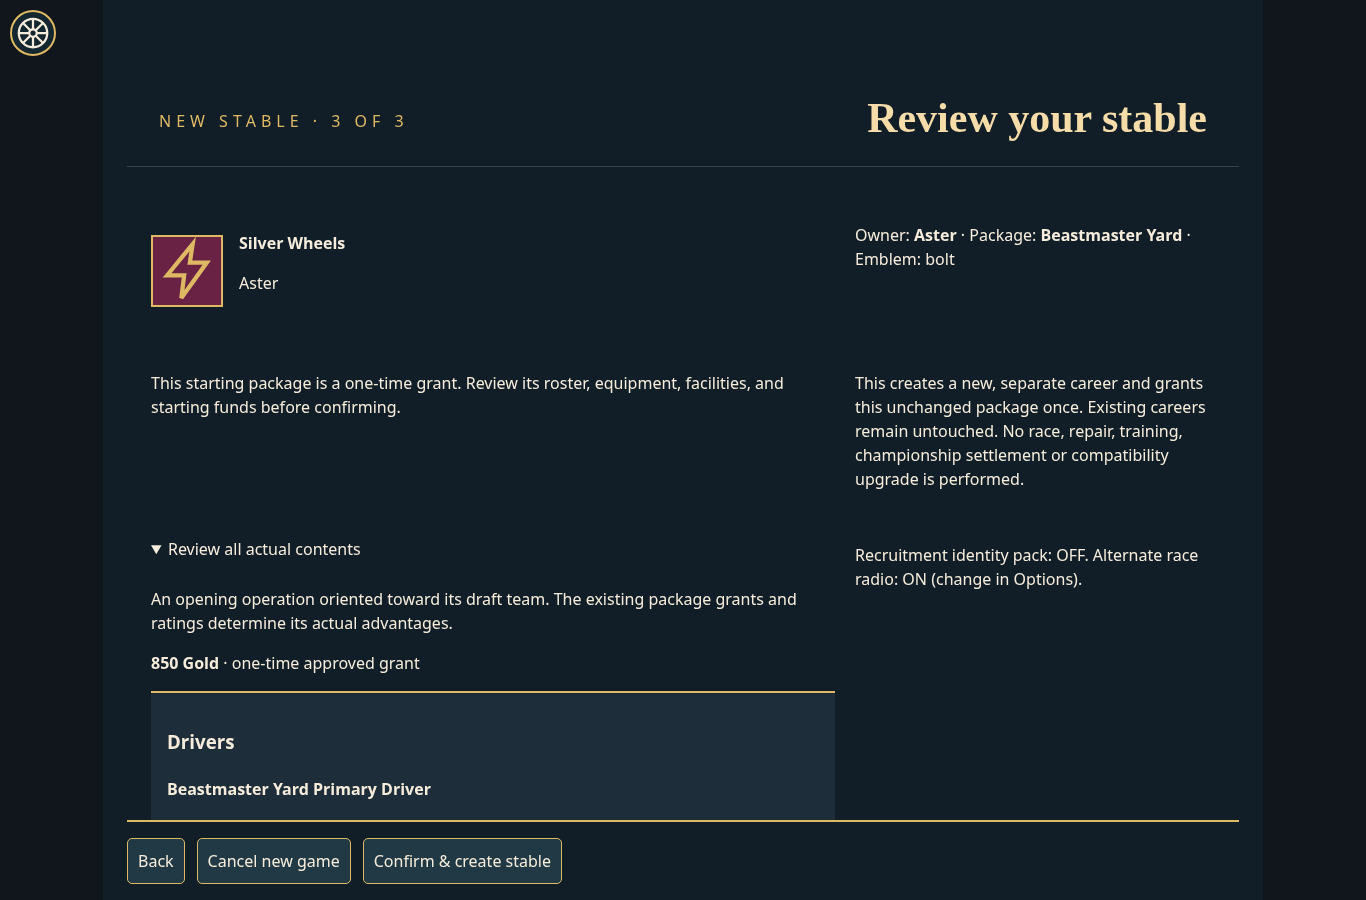 NEW STABLE · 3 OF 3
Review your stable
Silver Wheels
Aster
Owner: Aster · Package: Beastmaster Yard ·
Emblem: bolt
This starting package is a one-time grant. Review its roster, equipment, facilities, and
starting funds before confirming.
This creates a new, separate career and grants
this unchanged package once. Existing careers
remain untouched. No race, repair, training,
championship settlement or compatibility
upgrade is performed.
▼ Review all actual contents
An opening operation oriented toward its draft team. The existing package grants and
ratings determine its actual advantages.
850 Gold · one-time approved grant
Recruitment identity pack: OFF. Alternate race
radio: ON (change in Options).
Drivers
Beastmaster Yard Primary Driver
Back
Cancel new game
Confirm & create stable